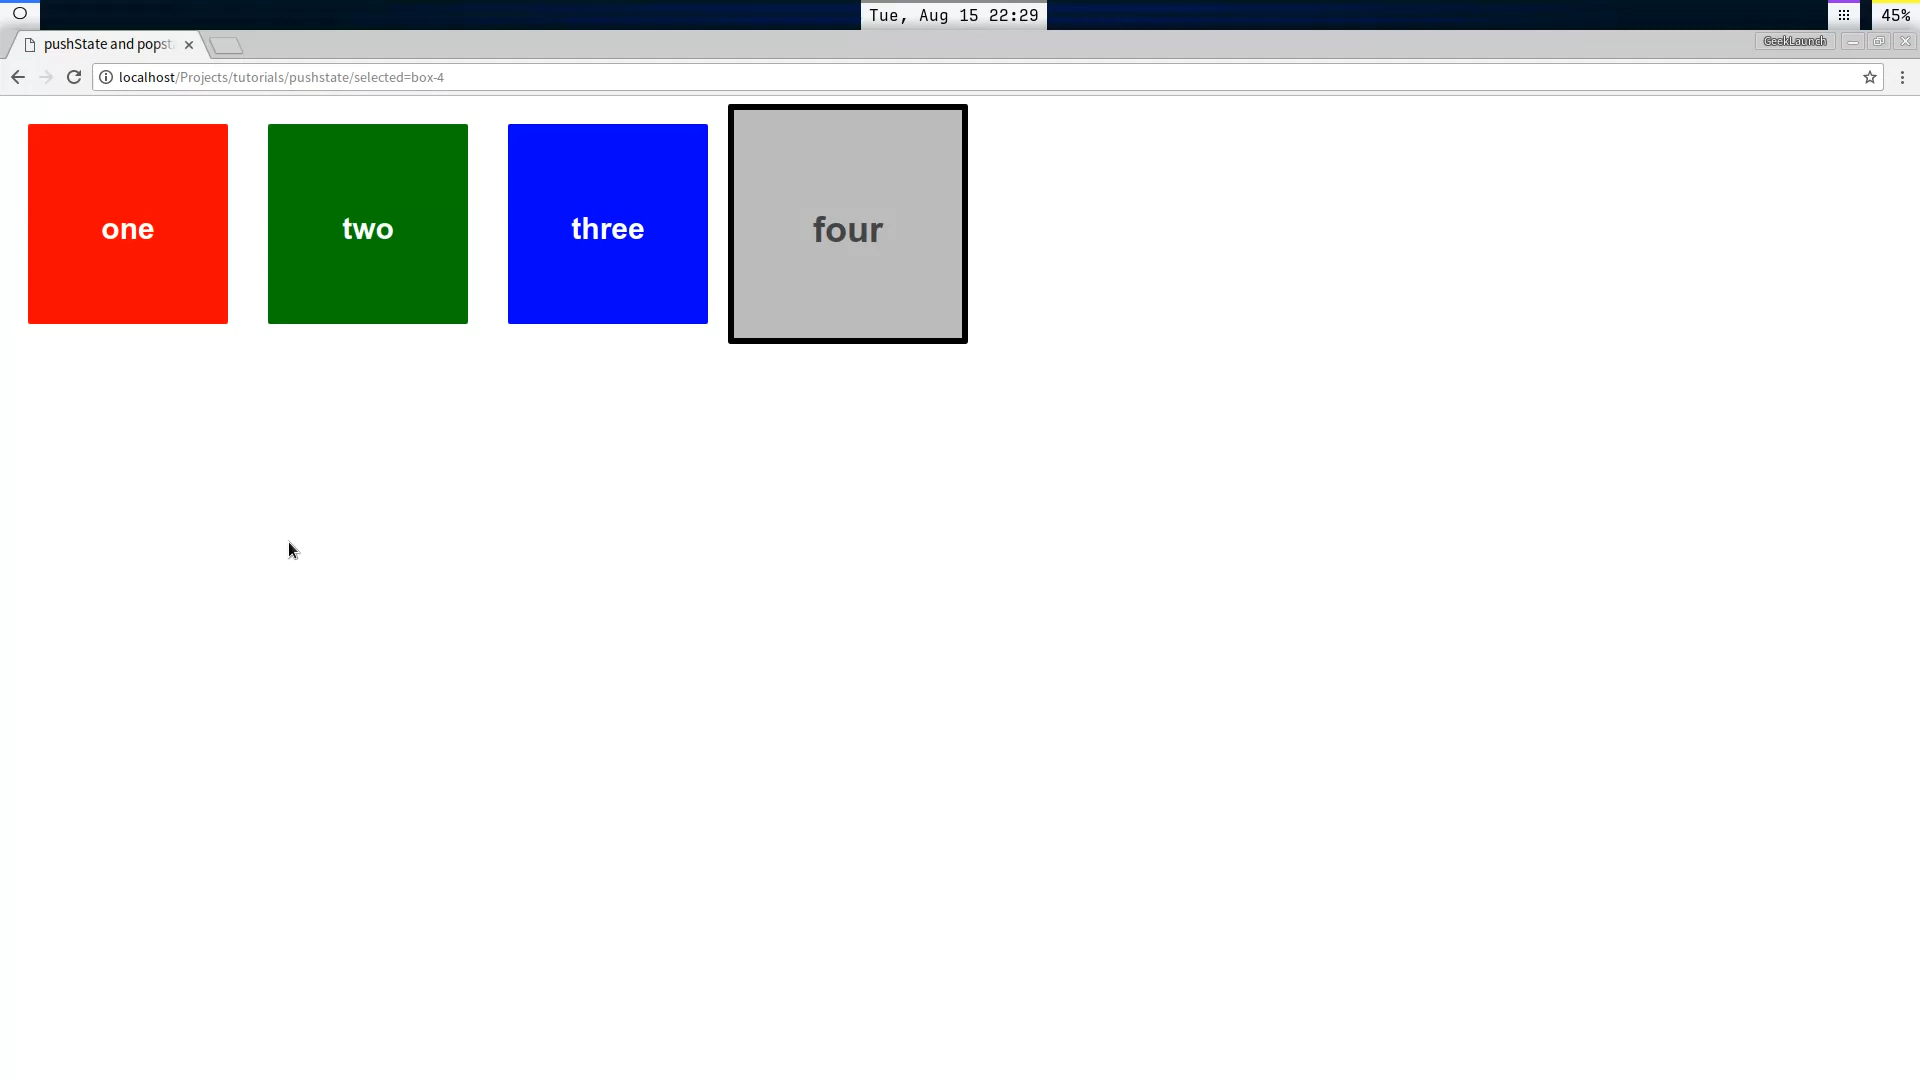 Tue, Aug 15 22:29
45%
pushState and popst
GeekLaunch
localhost/Projects/tutorials/pushstate/selected=box-4
one
two
three
four